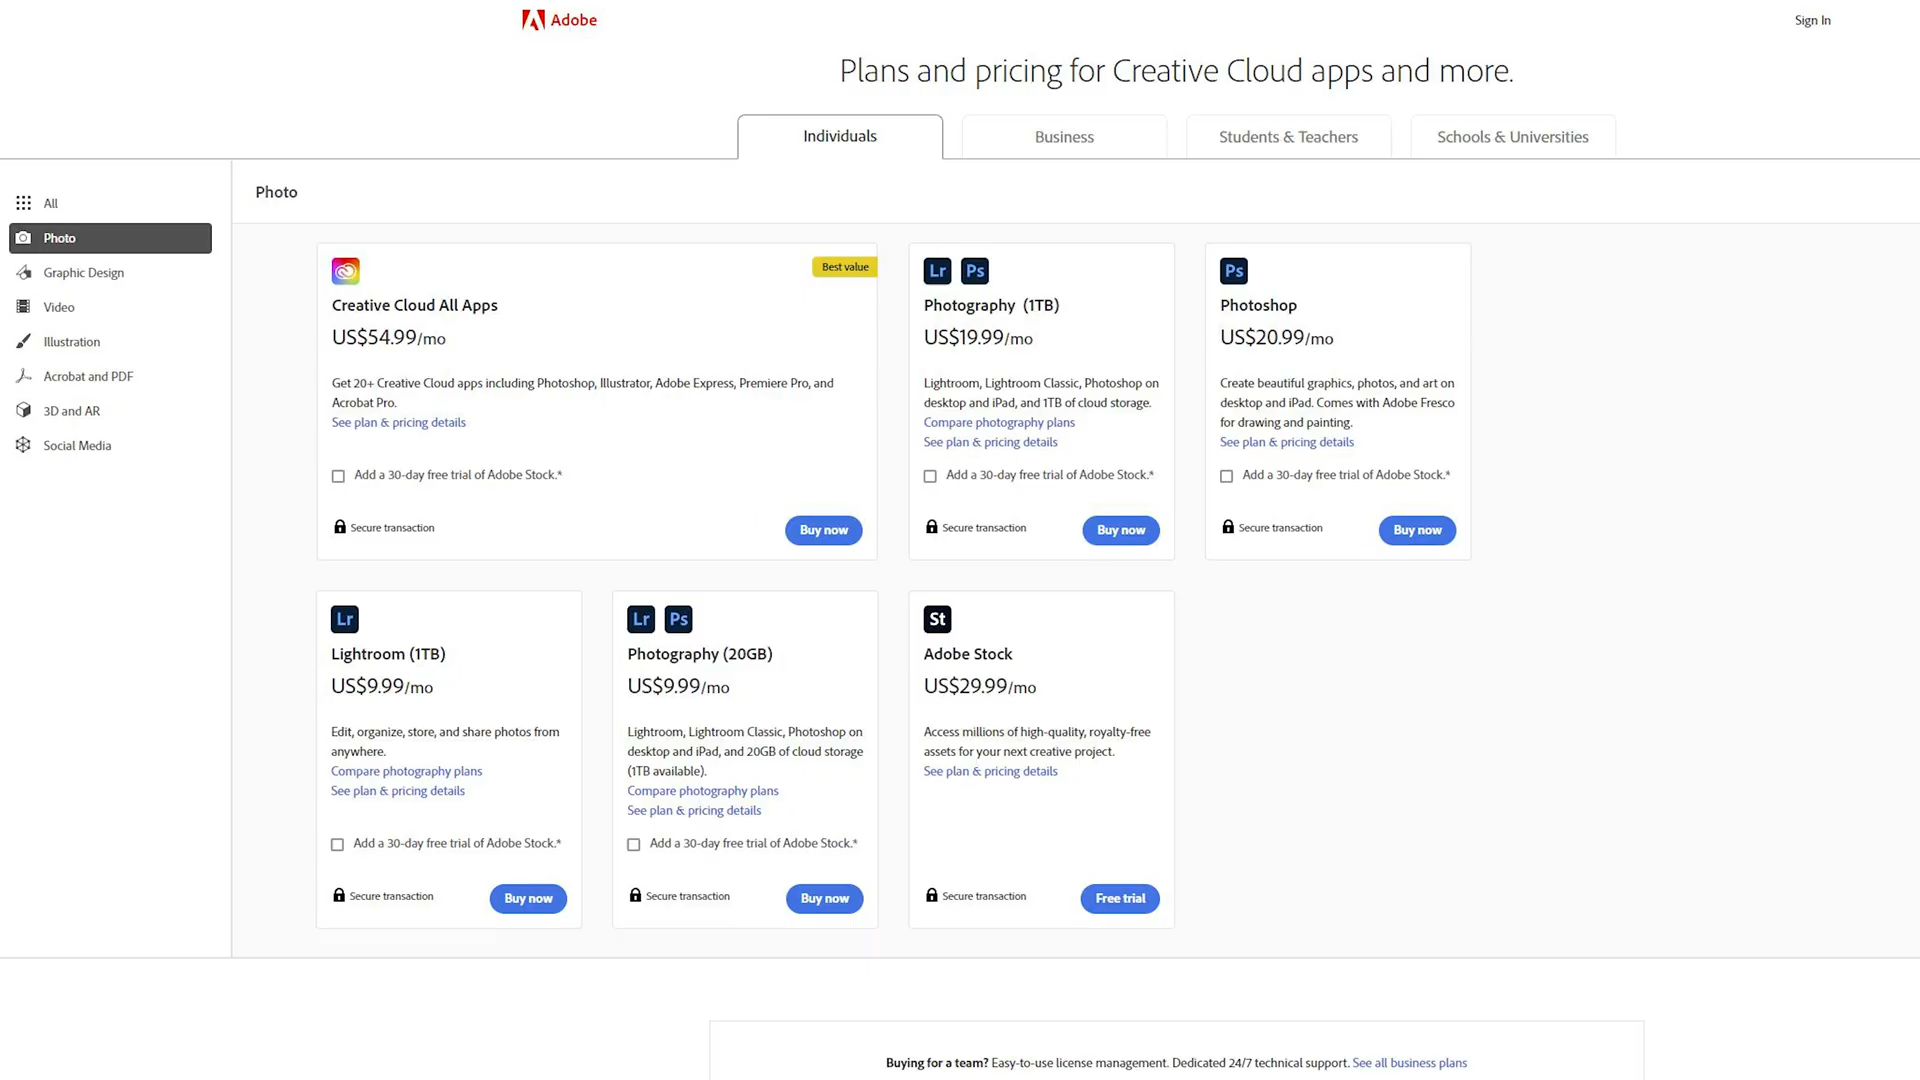 Adobe
Sign In
Plans and pricing for Creative Cloud apps and more.
Individuals
Business
Students & Teachers
Schools & Universities
All
Photo
Graphic Design
Video
Illustration
Acrobat and PDF
3D and AR
Social Media
Photo
Best value
Creative Cloud All Apps
US$54.99/mo
Get 20+ Creative Cloud apps including Photoshop, Illustrator, Adobe Express, Premiere Pro, and
Acrobat Pro.
See plan & pricing details
Add a 30-day free trial of Adobe Stock.*
Secure transaction
Buy now
Lr Ps
Photography (1TB)
US$19.99/mo
Lightroom, Lightroom Classic, Photoshop on
desktop and iPad, and 1TB of cloud storage.
Compare photography plans
See plan & pricing details
Add a 30-day free trial of Adobe Stock.*
Secure transaction
Buy now
Ps
Photoshop
US$20.99/mo
Create beautiful graphics, photos, and art on
desktop and iPad. Comes with Adobe Fresco
for drawing and painting.
See plan & pricing details
Add a 30-day free trial of Adobe Stock.*
Secure transaction
Buy now
Lr
Lightroom (1TB)
US$9.99/mo
Edit, organize, store, and share photos from
anywhere.
Compare photography plans
See plan & pricing details
Add a 30-day free trial of Adobe Stock.*
Secure transaction
Buy now
Lr Ps
Photography (20GB)
US$9.99/mo
Lightroom, Lightroom Classic, Photoshop on
desktop and iPad, and 20GB of cloud storage
(1TB available).
Compare photography plans
See plan & pricing details
Add a 30-day free trial of Adobe Stock.*
Secure transaction
Buy now
St
Adobe Stock
US$29.99/mo
Access millions of high-quality, royalty-free
assets for your next creative project.
See plan & pricing details
Secure transaction
Free trial
Buying for a team? Easy-to-use license management. Dedicated 24/7 technical support. See all business plans